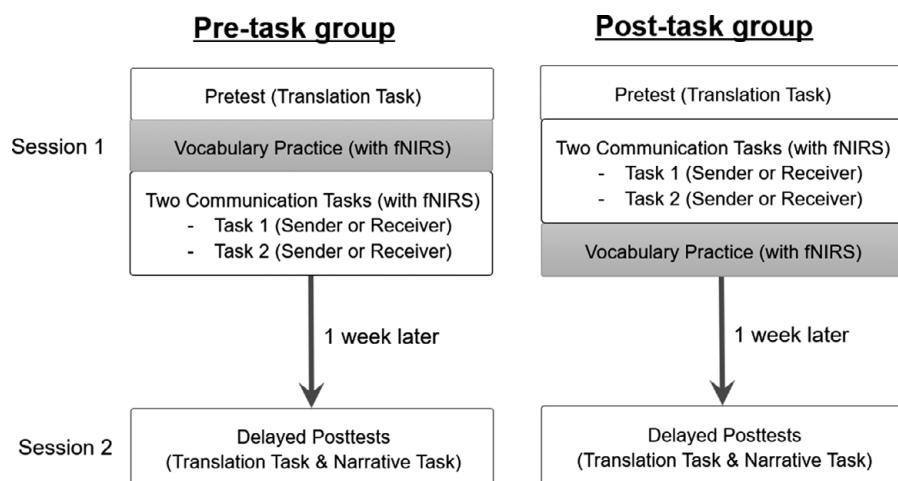 Pre-task group
Pretest (Translation Task)
Session 1
Vocabulary Practice (with fNIRS)
Two Communication Tasks (with fNIRS)
- Task 1 (Sender or Receiver)
- Task 2 (Sender or Receiver)
1 week later
Session 2
Delayed Posttests
(Translation Task & Narrative Task)
Post-task group
Pretest (Translation Task)
Two Communication Tasks (with fNIRS)
- Task 1 (Sender or Receiver)
- Task 2 (Sender or Receiver)
Vocabulary Practice (with fNIRS)
1 week later
Delayed Posttests
(Translation Task & Narrative Task)